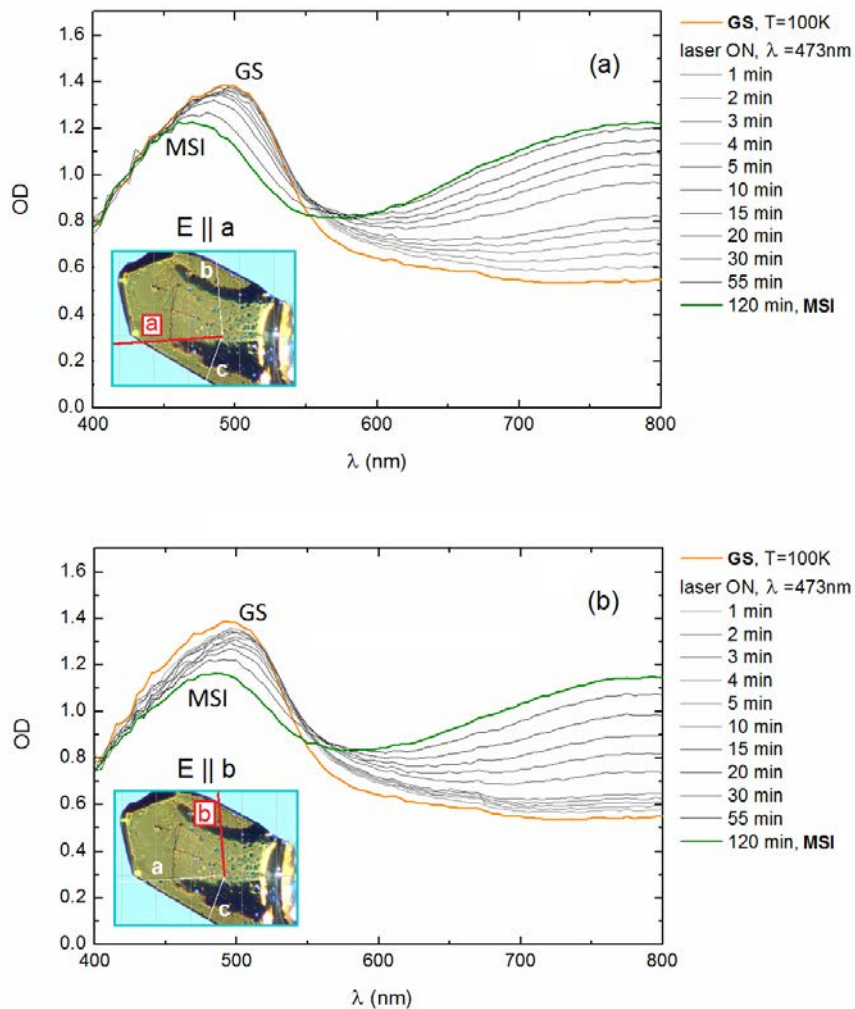 1.6
1.4
1.2
1.0
0.8
0.6
0.4
0.2
0.0
OD
400 500 600 700 800
λ (nm)
(a)
GS
MSI
E || a
b
a
c
GS, T=100K
laser ON, λ =473nm
1 min
2 min
3 min
4 min
5 min
10 min
15 min
20 min
30 min
55 min
120 min, MSI
1.6
1.4
1.2
1.0
0.8
0.6
0.4
0.2
0.0
OD
400 500 600 700 800
λ (nm)
(b)
GS
MSI
E || b
b
a
c
GS, T=100K
laser ON, λ =473nm
1 min
2 min
3 min
4 min
5 min
10 min
15 min
20 min
30 min
55 min
120 min, MSI